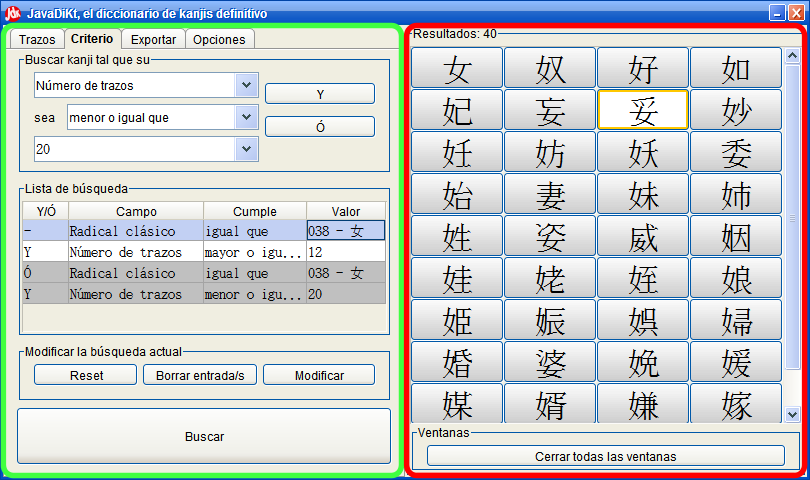 JavaDiKt, el diccionario de kanjis definitivo
Trazos Criterio Exportar Opciones
Buscar kanji tal que su
Número de trazos
Y
sea menor o igual que
Ó
20
Lista de búsqueda
Y/Ó Campo Cumple Valor
– Radical clásico igual que 038 - 女
Y Número de trazos mayor o igu... 12
Ó Radical clásico igual que 038 - 女
Y Número de trazos menor o igu... 20
Modificar la búsqueda actual
Reset Borrar entrada/s Modificar
Buscar
Resultados: 40
女 奴 好 如
妃 妄 妥 妙
妊 妨 妖 委
始 妻 妹 姉
姓 姿 威 姻
娃 姥 姪 娘
姫 娠 娯 婦
婚 婆 娩 媛
媒 婿 嫌 嫁
Ventanas
Cerrar todas las ventanas